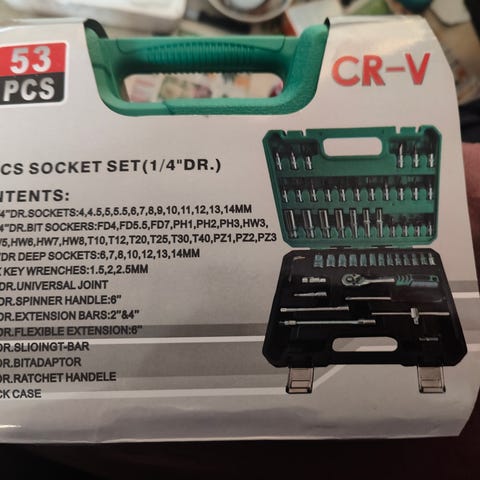 53
PCS
CR-V
CS SOCKET SET(1/4"DR.)
NTENTS:
4"DR.SOCKETS:4,4.5,5,5.5,6,7,8,9,10,11,12,13,14MM
4"DR.BIT SOCKERS:FD4,FD5.5,FD7,PH1,PH2,PH3,HW3,
/5,HW6,HW7,HW8,T10,T12,T20,T25,T30,T40,PZ1,PZ2,PZ3
"DR DEEP SOCKETS:6,7,8,10,12,13,14MM
X KEY WRENCHES:1.5,2,2.5MM
DR.UNIVERSAL JOINT
DR.SPINNER HANDLE:6"
DR.EXTENSION BARS:2"&4"
DR.FLEXIBLE EXTENSION:6"
DR.SLIOINGT-BAR
DR.BITADAPTOR
DR.RATCHET HANDELE
CK CASE